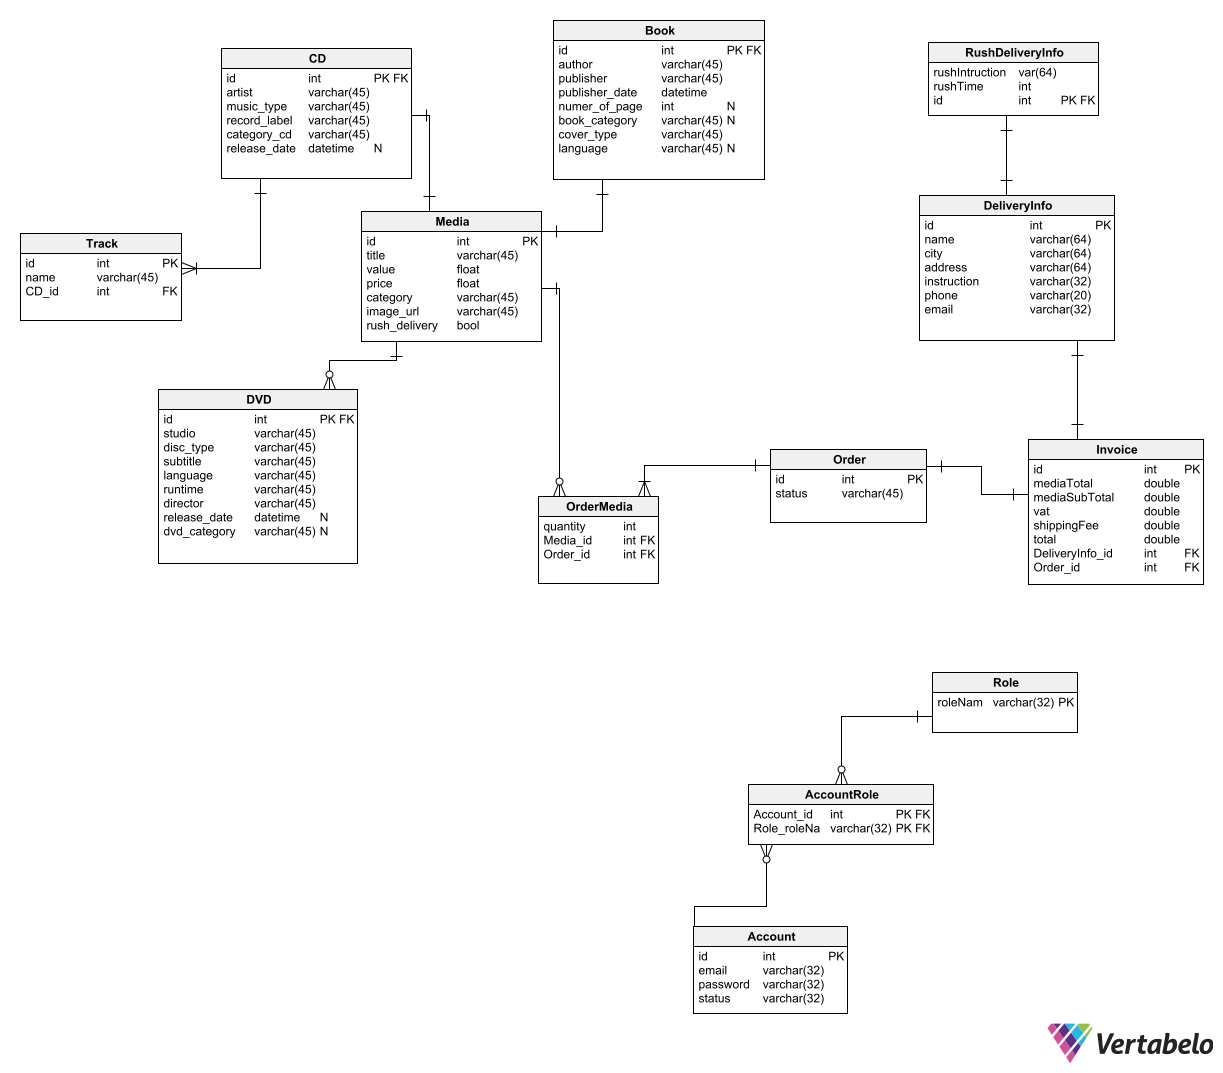 Book
id int PK FK
author varchar(45)
publisher varchar(45)
publisher_date datetime
numer_of_page int N
book_category varchar(45) N
cover_type varchar(45)
language varchar(45) N
CD
id int PK FK
artist varchar(45)
music_type varchar(45)
record_label varchar(45)
category_cd varchar(45)
release_date datetime N
RushDeliveryInfo
rushIntruction var(64)
rushTime int
id int PK FK
Track
id int PK
name varchar(45)
CD_id int FK
Media
id int PK
title varchar(45)
value float
price float
category varchar(45)
image_url varchar(45)
rush_delivery bool
DeliveryInfo
id int PK
name varchar(64)
city varchar(64)
address varchar(64)
instruction varchar(32)
phone varchar(20)
email varchar(32)
DVD
id int PK FK
studio varchar(45)
disc_type varchar(45)
subtitle varchar(45)
language varchar(45)
runtime varchar(45)
director varchar(45)
release_date datetime N
dvd_category varchar(45) N
OrderMedia
quantity int
Media_id int FK
Order_id int FK
Order
id int PK
status varchar(45)
Invoice
id int PK
mediaTotal double
mediaSubTotal double
vat double
shippingFee double
total double
DeliveryInfo_id int FK
Order_id int FK
Role
roleNam varchar(32) PK
AccountRole
Account_id int PK FK
Role_roleNa varchar(32) PK FK
Account
id int PK
email varchar(32)
password varchar(32)
status varchar(32)
Vertabelo